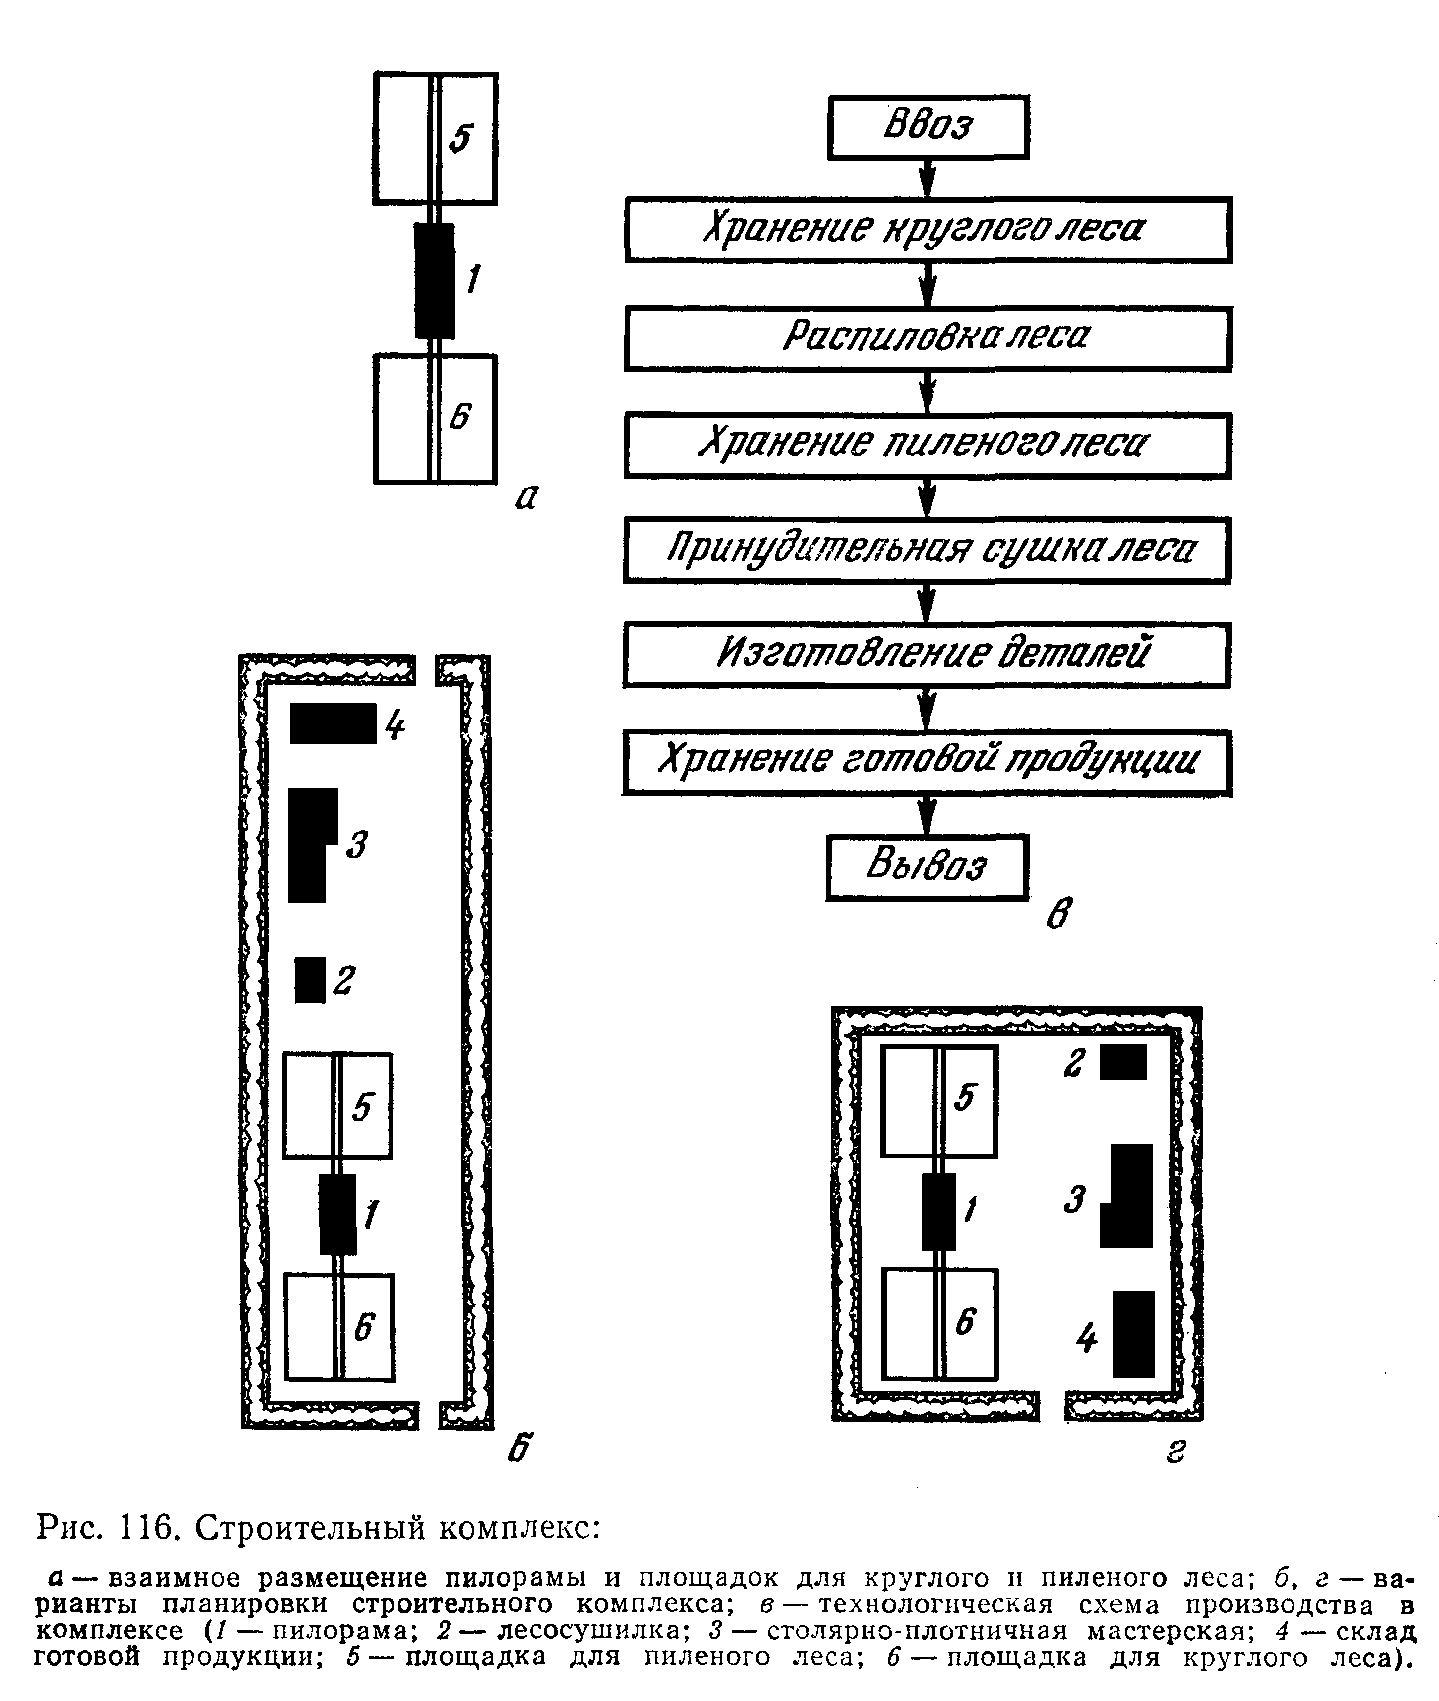 5
1
6
а
Ввоз
Хранение круглого леса
Распиловка леса
Хранение пиленого леса
Принудительная сушка леса
Изготовление деталей
Хранение готовой продукции
Вывоз
в
4
3
2
5
1
6
б
5
1
6
2
3
4
г
Рис. 116. Строительный комплекс:
а — взаимное размещение пилорамы и площадок для круглого и пиленого леса; б, г — ва-
рианты планировки строительного комплекса; в — технологическая схема производства в
комплексе (1 — пилорама; 2 — лесосушилка; 3 — столярно-плотничная мастерская; 4 — склад
готовой продукции; 5 — площадка для пиленого леса; 6 — площадка для круглого леса).